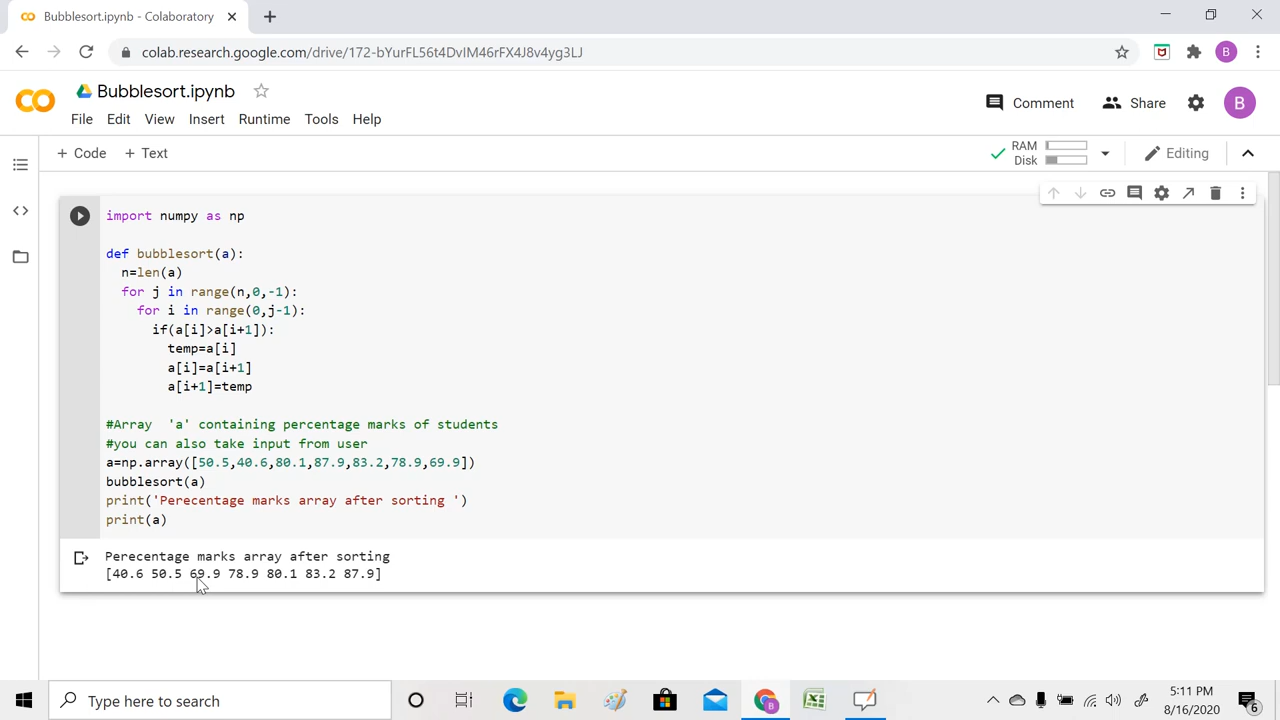 Bubblesort.ipynb - Colaboratory
colab.research.google.com/drive/172-bYurFL56t4DvIM46rFX4J8v4yg3LJ
B
Bubblesort.ipynb
Comment
Share
B
File Edit View Insert Runtime Tools Help
+ Code + Text
RAM
Disk
Editing
import numpy as np
def bubblesort(a):
n=len(a)
for j in range(n,0,-1):
for i in range(0,j-1):
if(a[i]>a[i+1]):
temp=a[i]
a[i]=a[i+1]
a[i+1]=temp
#Array 'a' containing percentage marks of students
#you can also take input from user
a=np.array([50.5,40.6,80.1,87.9,83.2,78.9,69.9])
bubblesort(a)
print('Perecentage marks array after sorting ')
print(a)
Perecentage marks array after sorting
[40.6 50.5 69.9 78.9 80.1 83.2 87.9]
Type here to search
B
5:11 PM
8/16/2020
6